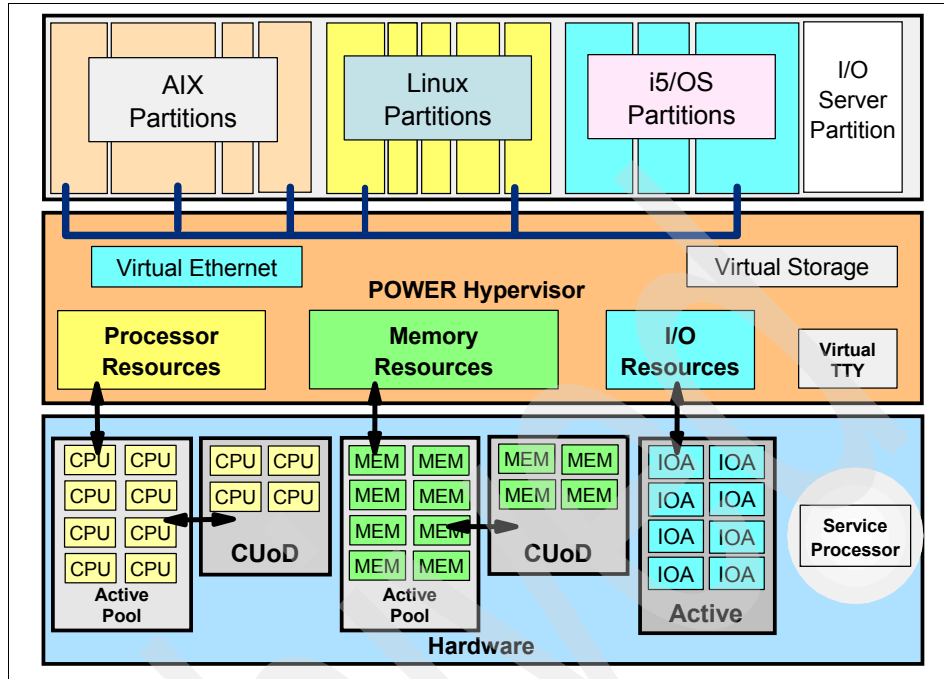 AIX
Partitions
Linux
Partitions
i5/OS
Partitions
I/O
Server
Partition
Virtual Ethernet
Virtual Storage
POWER Hypervisor
Processor
Resources
Memory
Resources
I/O
Resources
Virtual
TTY
CPU CPU
CPU CPU
CPU CPU
CPU CPU
Active
Pool
CPU CPU
CPU CPU
CUoD
MEM MEM
MEM MEM
MEM MEM
MEM MEM
Active
Pool
MEM MEM
MEM MEM
CUoD
IOA IOA
IOA IOA
IOA IOA
IOA IOA
Active
Service
Processor
Hardware